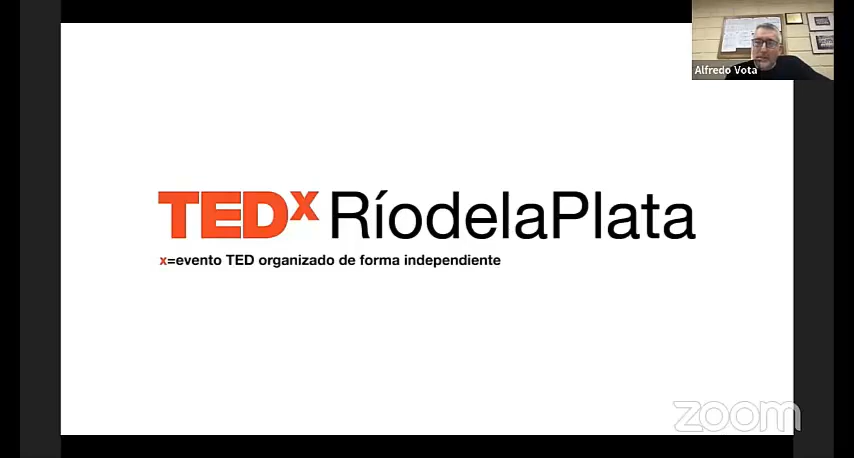 Alfredo Vota
TEDx RíodelaPlata
x=evento TED organizado de forma independiente
zoom